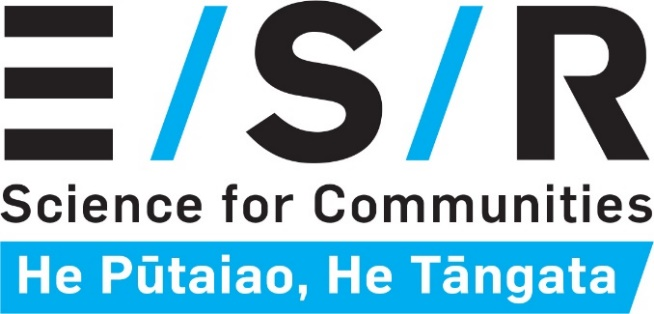 E/S/R
Science for Communities
He Pūtaiao, He Tāngata